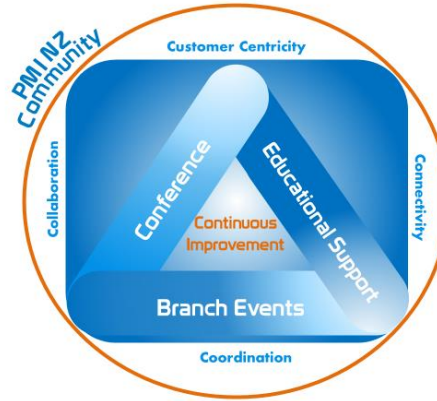 PMINZ
Community
Customer Centricity
Collaboration
Conference
Educational Support
Connectivity
Continuous
Improvement
Branch Events
Coordination